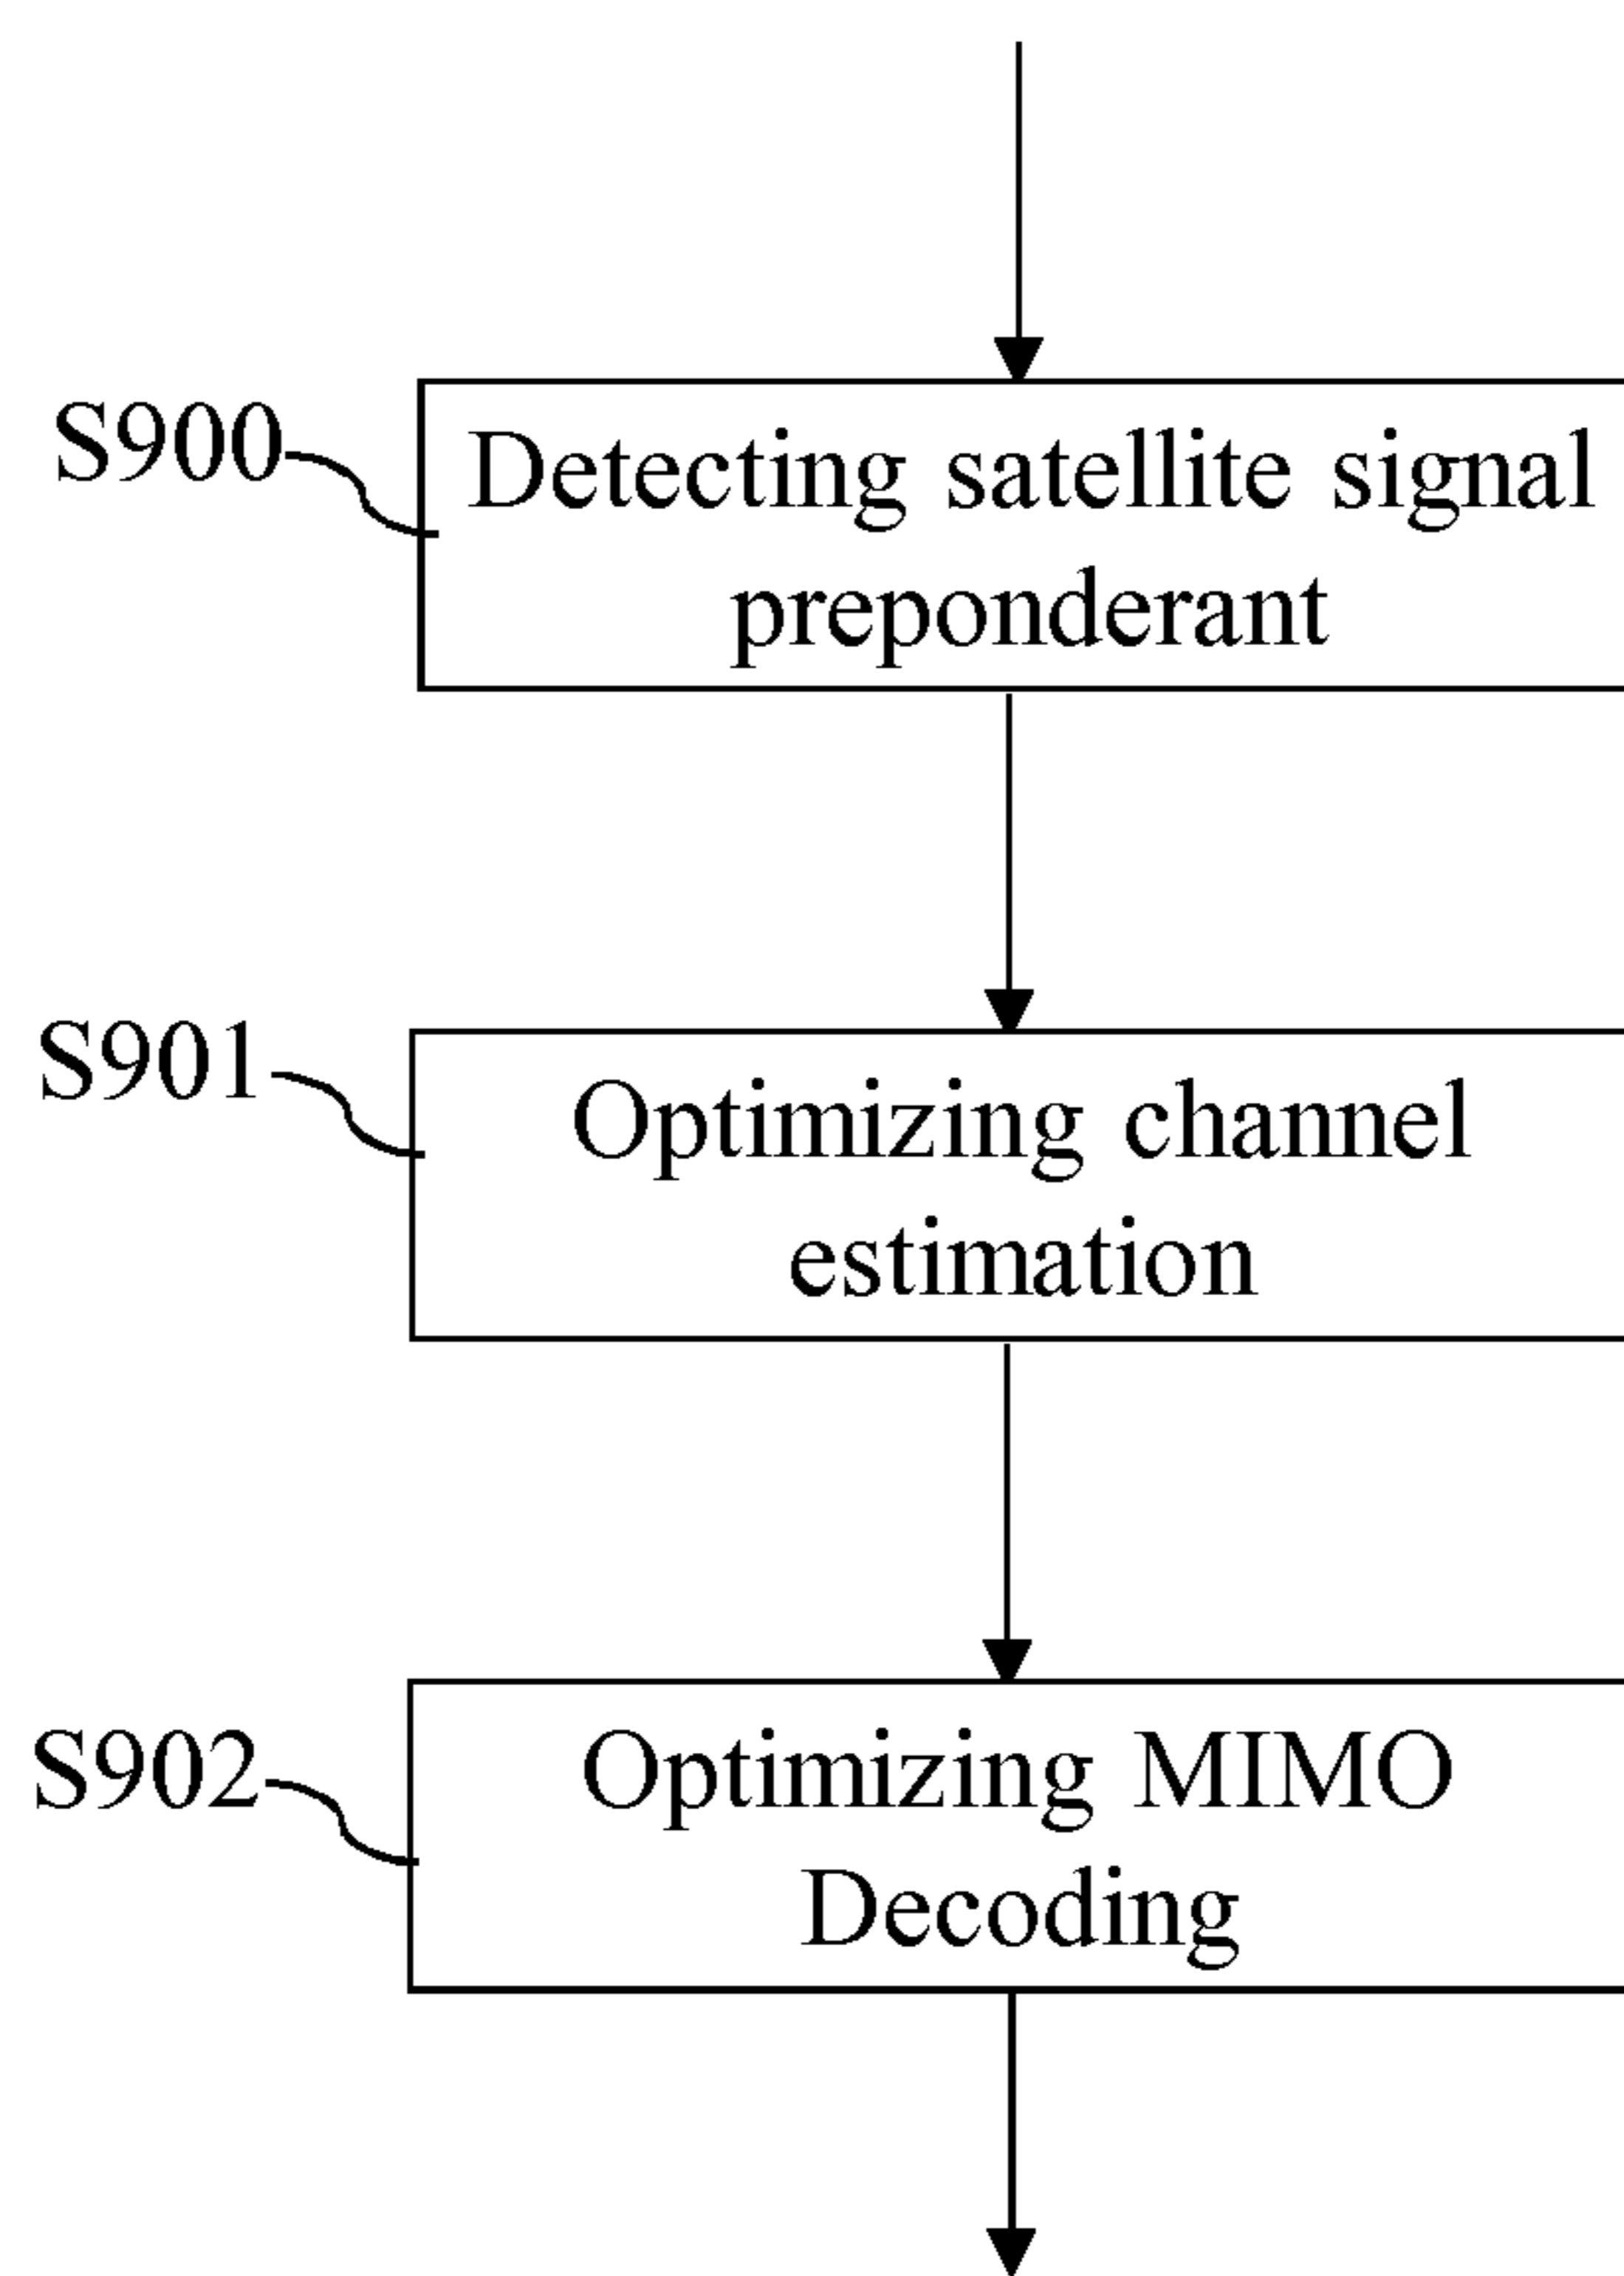 S900
Detecting satellite signal
preponderant
S901
Optimizing channel
estimation
S902
Optimizing MIMO
Decoding